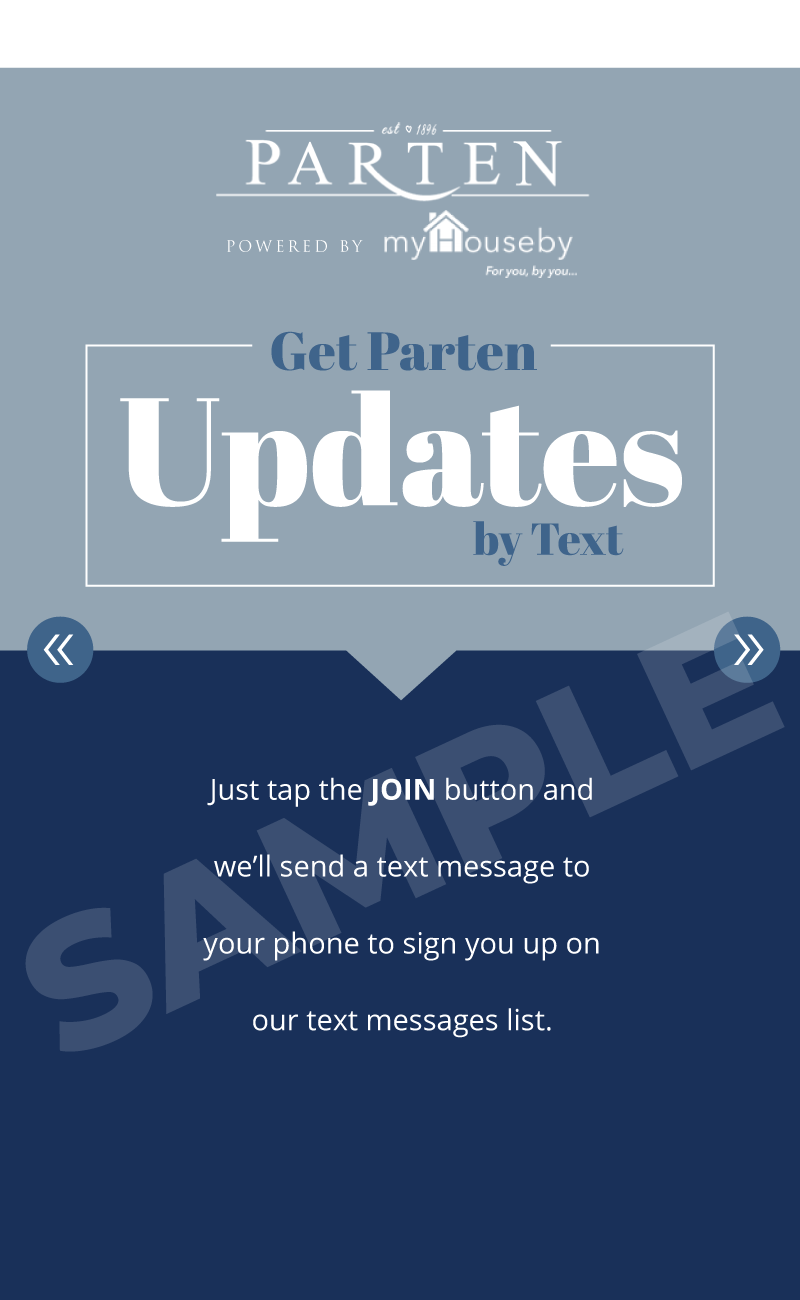 est 1896
PARTEN
POWERED BY myHouseby
For you, by you...
Get Parten
Updates
by Text
« »
Just tap the JOIN button and
we’ll send a text message to
your phone to sign you up on
our text messages list.
SAMPLE